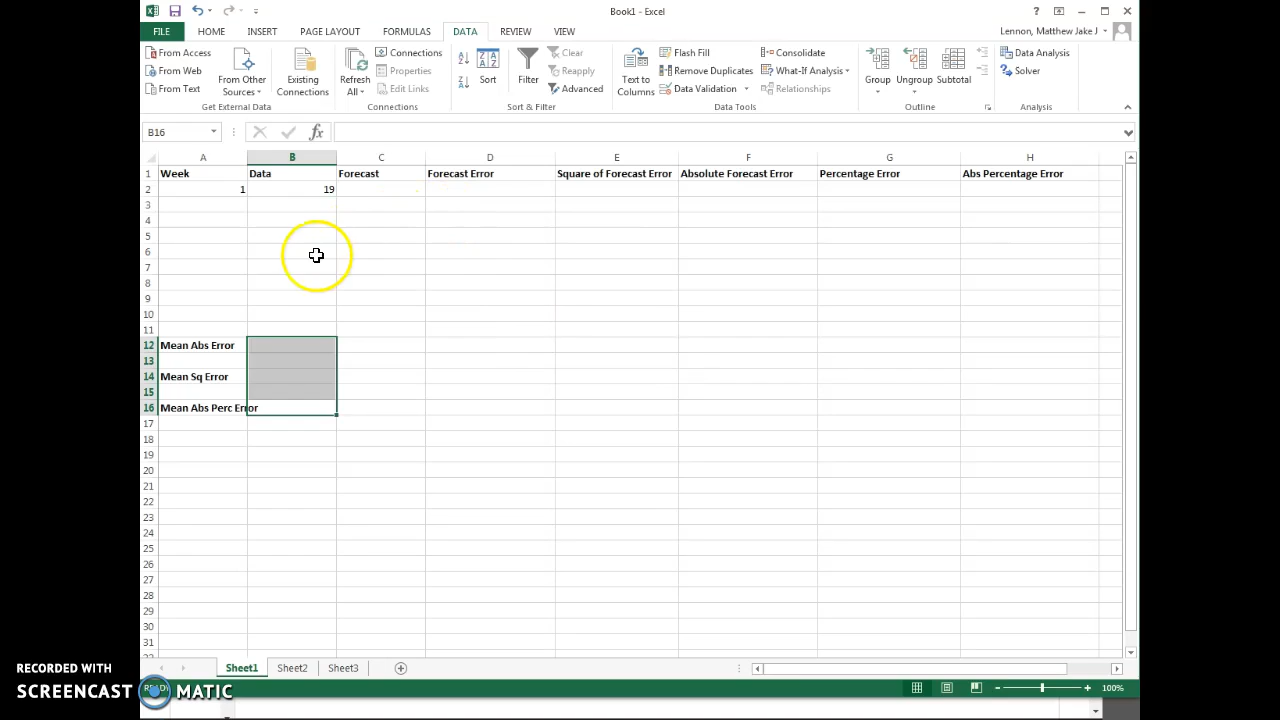 Book1 - Excel
FILE HOME INSERT PAGE LAYOUT FORMULAS DATA REVIEW VIEW Lennon, Matthew Jake J
From Access
From Web
From Text
From Other Sources
Existing Connections
Get External Data
Refresh All
Connections
Properties
Edit Links
Connections
Sort
Filter
Clear
Reapply
Advanced
Sort & Filter
Text to Columns
Flash Fill
Remove Duplicates
Data Validation
Consolidate
What-If Analysis
Relationships
Data Tools
Group
Ungroup
Subtotal
Outline
Data Analysis
Solver
Analysis
B16 fx
A B C D E F G H
1 Week Data Forecast Forecast Error Square of Forecast Error Absolute Forecast Error Percentage Error Abs Percentage Error
2 1 19
3
4
5
6
7
8
9
10
11
12 Mean Abs Error
13
14 Mean Sq Error
15
16 Mean Abs Perc Error
17
18
19
20
21
22
23
24
25
26
27
28
29
30
31
Sheet1 Sheet2 Sheet3
READY 100%
RECORDED WITH
SCREENCAST MATIC